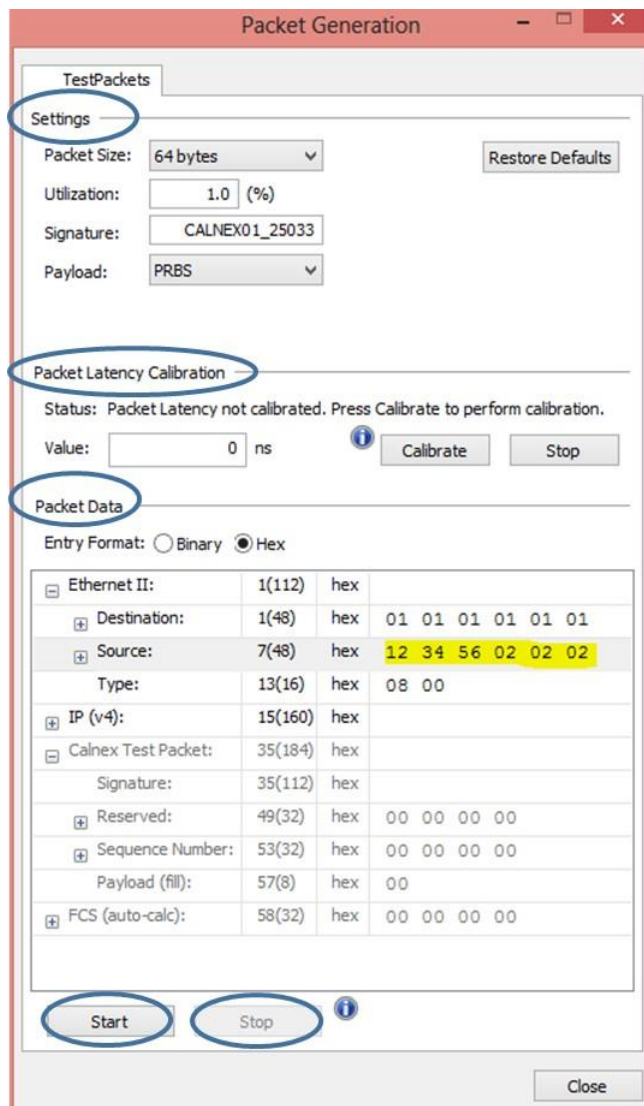 Packet Generation
TestPackets
Settings
Packet Size: 64 bytes Restore Defaults
Utilization: 1.0 (%)
Signature: CALNEX01_25033
Payload: PRBS
Packet Latency Calibration
Status: Packet Latency not calibrated. Press Calibrate to perform calibration.
Value: 0 ns Calibrate Stop
Packet Data
Entry Format: Binary Hex
Ethernet II: 1(112) hex
Destination: 1(48) hex 01 01 01 01 01 01
Source: 7(48) hex 12 34 56 02 02 02
Type: 13(16) hex 08 00
IP (v4): 15(160) hex
Calnex Test Packet: 35(184) hex
Signature: 35(112) hex
Reserved: 49(32) hex 00 00 00 00
Sequence Number: 53(32) hex 00 00 00 00
Payload (fill): 57(8) hex 00
FCS (auto-calc): 58(32) hex 00 00 00 00
Start Stop
Close